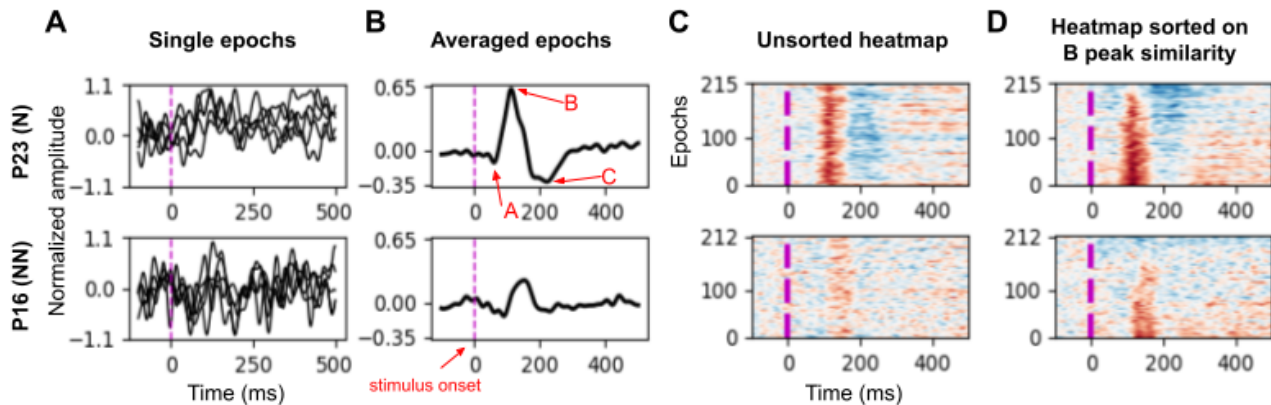 A
Single epochs
B
Averaged epochs
C
Unsorted heatmap
D
Heatmap sorted on
B peak similarity
P23 (N)
P16 (NN)
Normalized amplitude
1.1
0.0
−1.1
0
250
500
0.65
0.00
−0.35
0
200
400
A
B
C
Epochs
215
100
0
0
200
400
215
100
0
0
200
400
1.1
0.0
−1.1
0
250
500
Time (ms)
0.65
0.00
−0.35
0
200
400
stimulus onset
212
100
0
0
200
400
Time (ms)
212
100
0
0
200
400